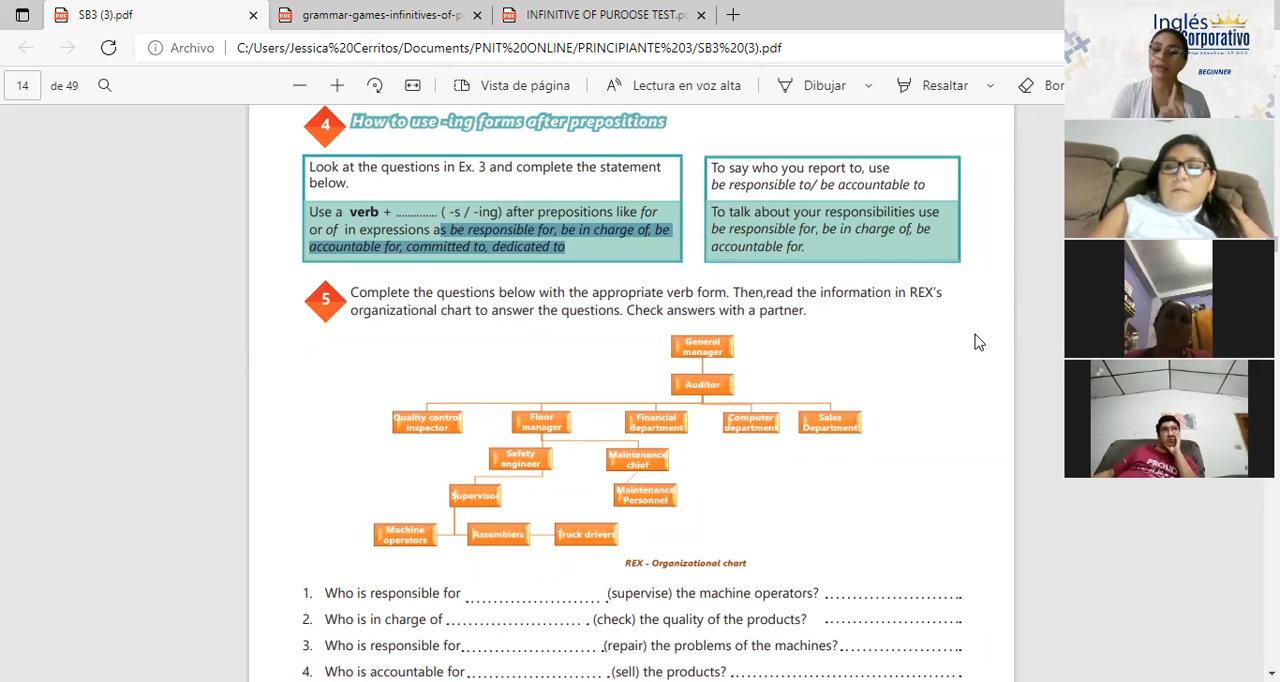 SB3 (3).pdf
grammar-games-infinitives-of-p
INFINITIVE OF PUROOSE TEST.pc
Archivo
C:/Users/Jessica%20Cerritos/Documents/PNIT%20ONLINE/PRINCIPIANTE%203/SB3%20(3).pdf
14
de 49
Vista de página
Lectura en voz alta
Dibujar
Resaltar
Bor
Inglés
Corporativo
BEGINNER
4
How to use -ing forms after prepositions
Look at the questions in Ex. 3 and complete the statement
below.
Use a verb + .............. ( -s / -ing) after prepositions like for
or of in expressions as be responsible for, be in charge of, be
accountable for, committed to, dedicated to
To say who you report to, use
be responsible to/ be accountable to
To talk about your responsibilities use
be responsible for, be in charge of, be
accountable for.
5
Complete the questions below with the appropriate verb form. Then,read the information in REX's
organizational chart to answer the questions. Check answers with a partner.
General
manager
Auditor
Quality control
inspector
Floor
manager
Financial
department
Computer
department
Sales
Department
Safety
engineer
Maintenance
chief
Supervisor
Maintenance
Personnel
Machine
operators
Assemblers
Truck drivers
REX - Organizational chart
1. Who is responsible for ........................ (supervise) the machine operators? ........................
2. Who is in charge of ........................ (check) the quality of the products? ........................
3. Who is responsible for........................ (repair) the problems of the machines?........................
4. Who is accountable for........................ (sell) the products? ........................
PROUD